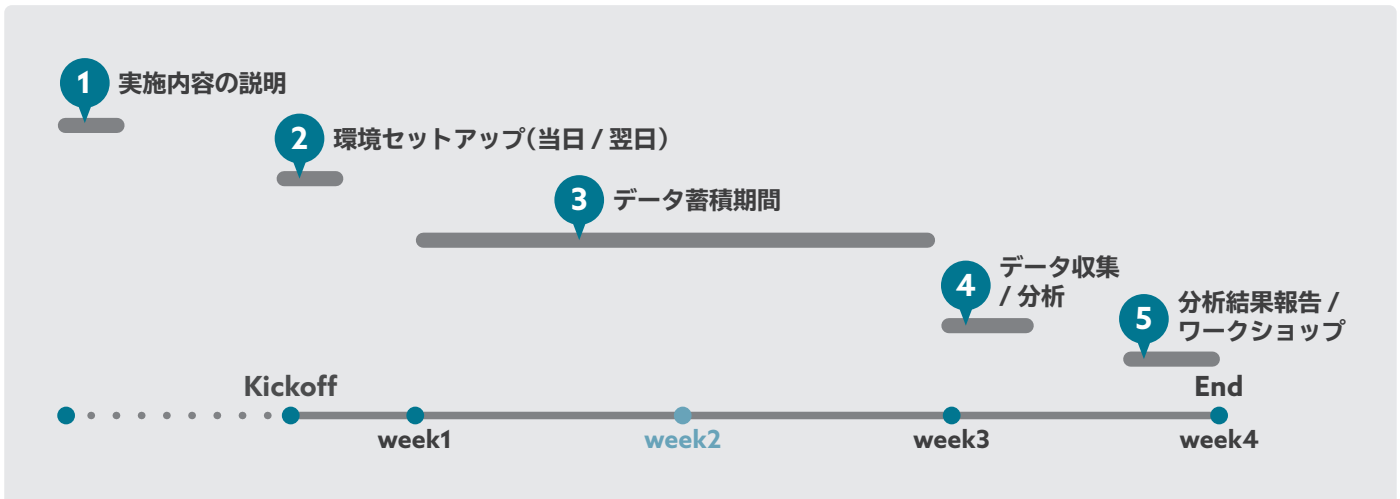 1 実施内容の説明
2 環境セットアップ(当日 / 翌日)
3 データ蓄積期間
4 データ収集
/ 分析
5 分析結果報告 /
ワークショップ
Kickoff
End
week1
week2
week3
week4